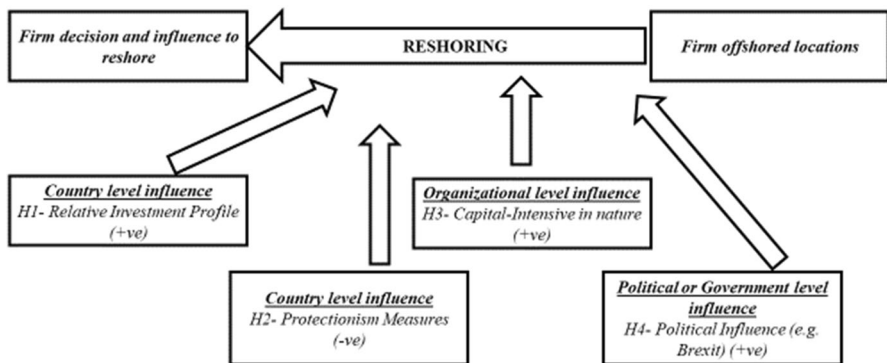 Firm decision and influence to
reshore
RESHORING
Firm offshored locations
Country level influence
H1- Relative Investment Profile
(+ve)
Organizational level influence
H3- Capital-Intensive in nature
(+ve)
Country level influence
H2- Protectionism Measures
(-ve)
Political or Government level
influence
H4- Political Influence (e.g.
Brexit) (+ve)